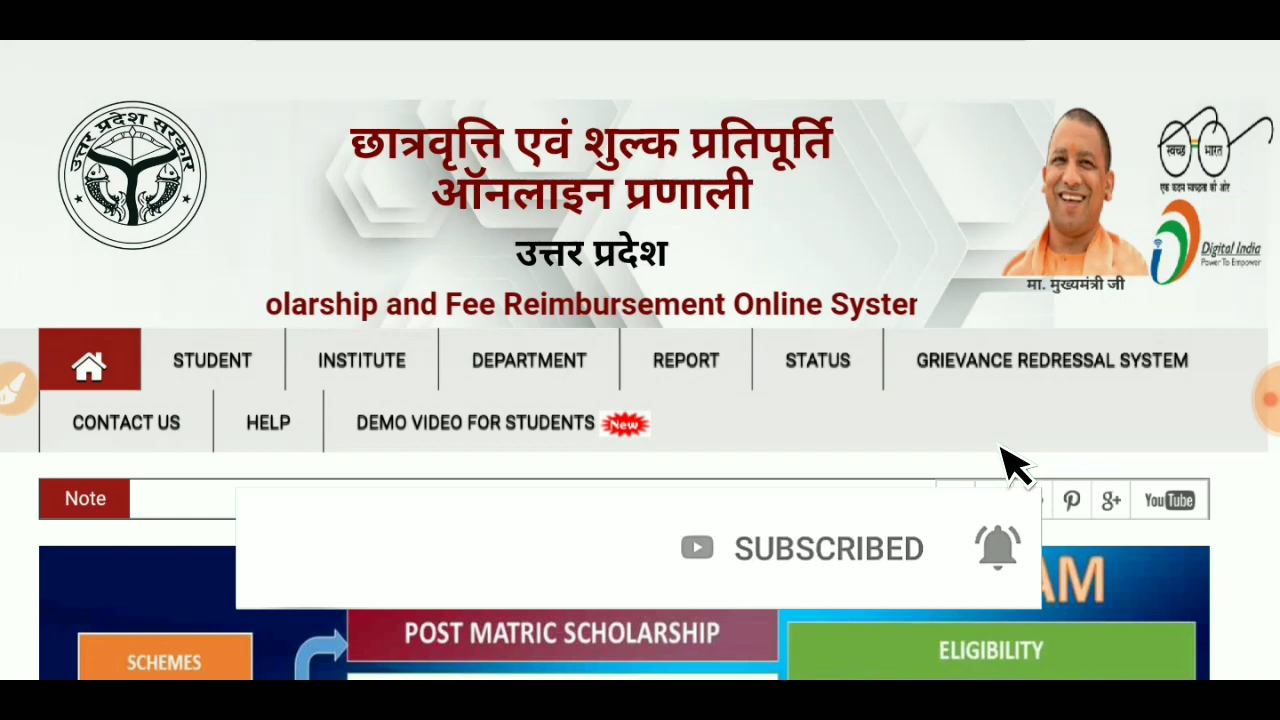 उत्तर प्रदेश सरकार
छात्रवृत्ति एवं शुल्क प्रतिपूर्ति
ऑनलाइन प्रणाली
उत्तर प्रदेश
olarship and Fee Reimbursement Online Syster
स्वच्छ भारत
एक कदम स्वच्छता की ओर
Digital India
Power To Empower
मा. मुख्यमंत्री जी
STUDENT
INSTITUTE
DEPARTMENT
REPORT
STATUS
GRIEVANCE REDRESSAL SYSTEM
CONTACT US
HELP
DEMO VIDEO FOR STUDENTS New
Note
g+
YouTube
SUBSCRIBED
AM
POST MATRIC SCHOLARSHIP
ELIGIBILITY
SCHEMES